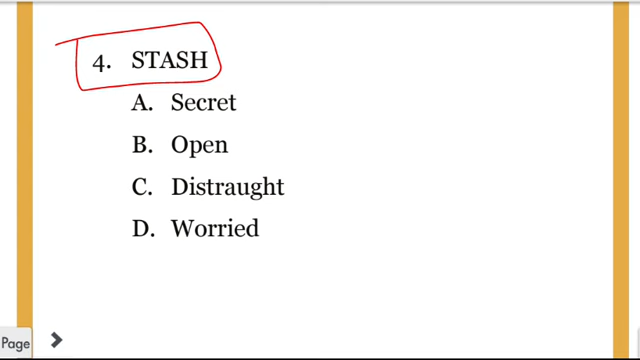 4. STASH
A. Secret
B. Open
C. Distraught
D. Worried
Page